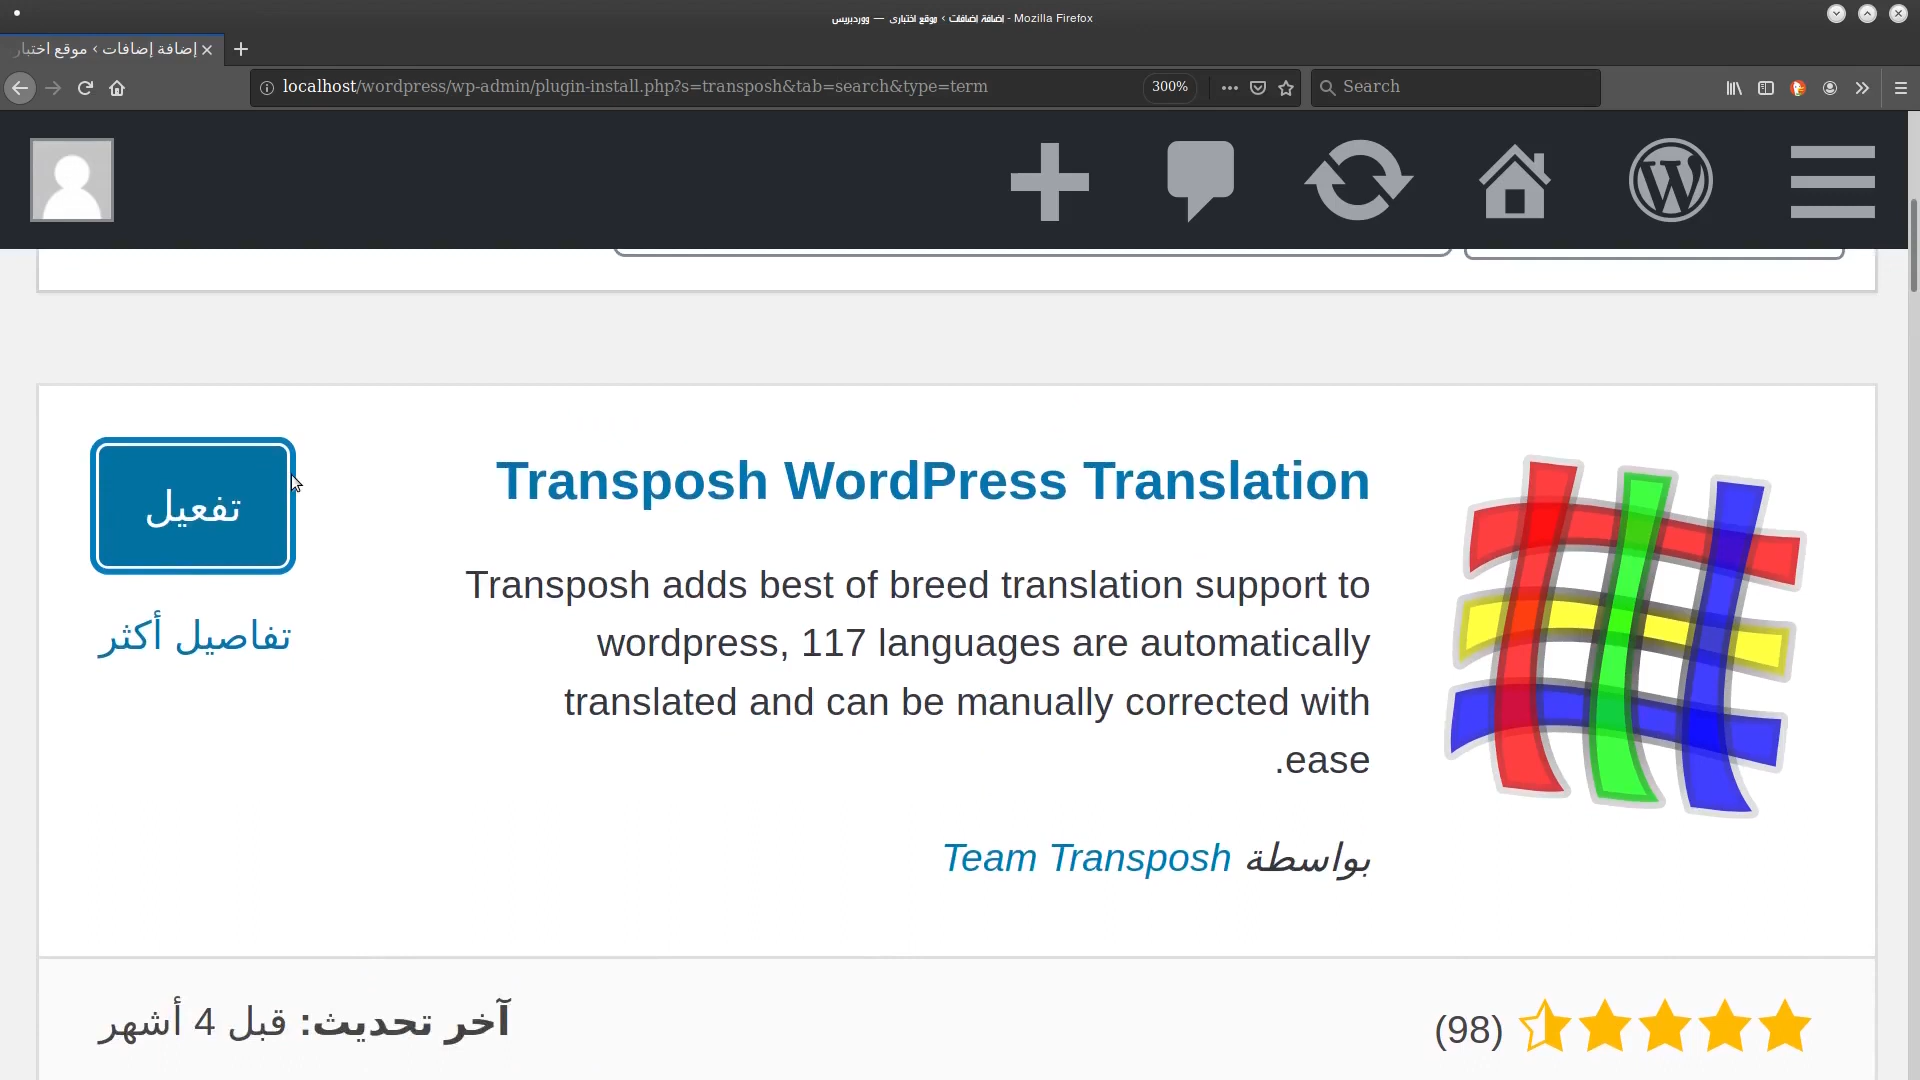 اضافة اضافات ‹ موقع اختباری — ووردبريس - Mozilla Firefox
إضافة إضافات ‹ موقع اختبار
localhost/wordpress/wp-admin/plugin-install.php?s=transposh&tab=search&type=term
300%
Search
Transposh WordPress Translation
تفعيل
تفاصيل أكثر
Transposh adds best of breed translation support to
wordpress, 117 languages are automatically
translated and can be manually corrected with
ease.
بواسطة Team Transposh
(98)
آخر تحديث: قبل 4 أشهر